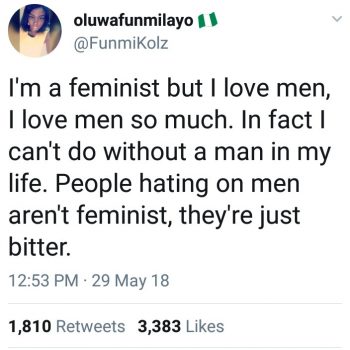 oluwafunmilayo 🇳🇬
@FunmiKolz
I'm a feminist but I love men,
I love men so much. In fact I
can't do without a man in my
life. People hating on men
aren't feminist, they're just
bitter.
12:53 PM · 29 May 18
1,810 Retweets 3,383 Likes